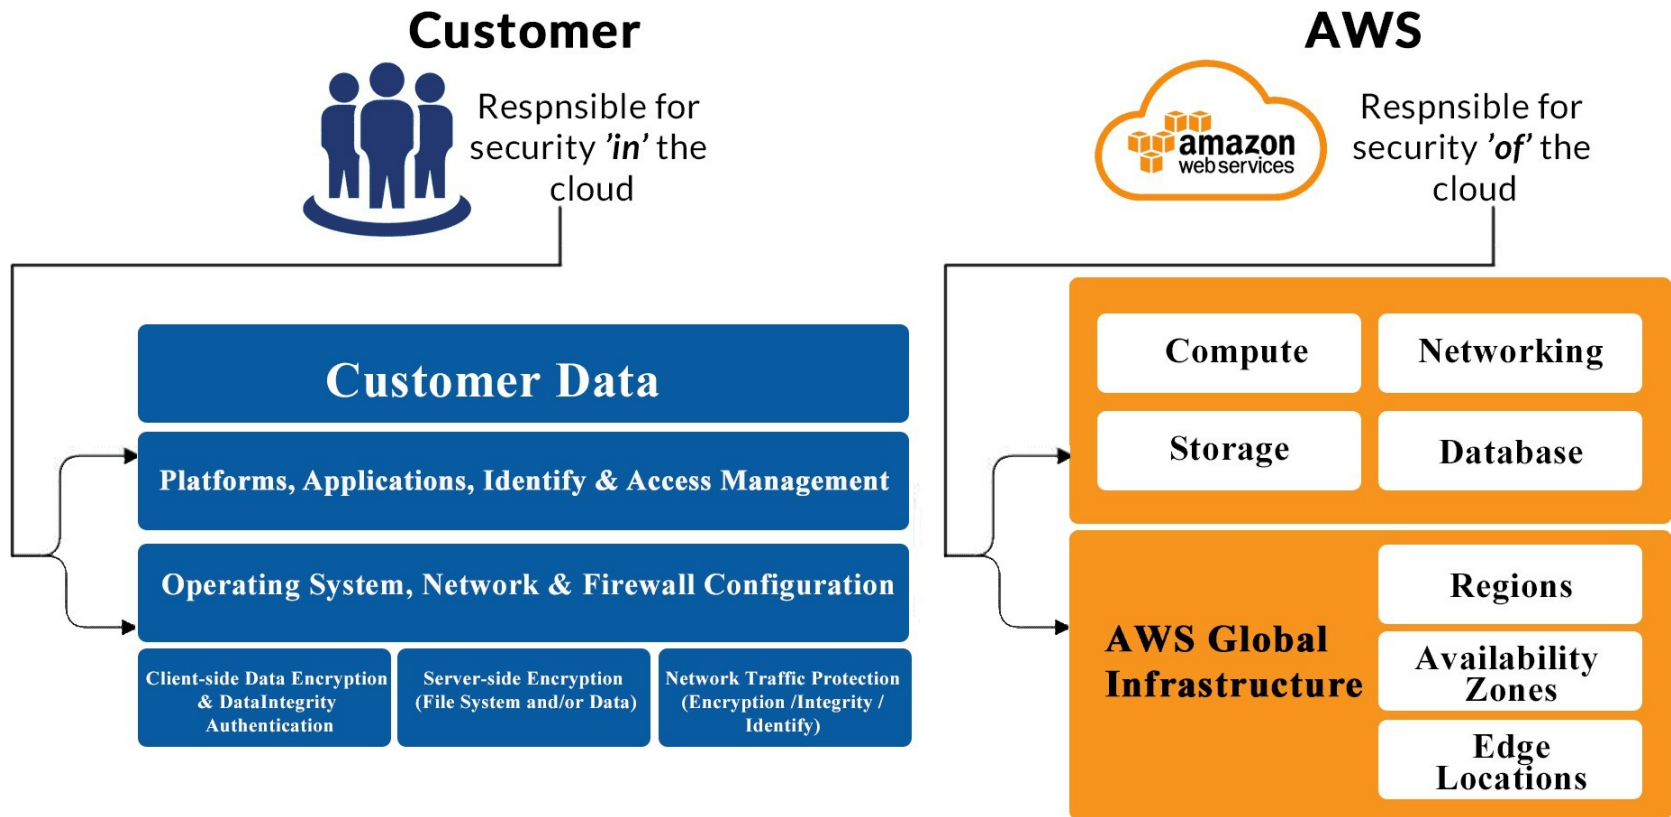 Customer
Respnsible for
security 'in' the
cloud
Customer Data
Platforms, Applications, Identify & Access Management
Operating System, Network & Firewall Configuration
Client-side Data Encryption
& DataIntegrity
Authentication
Server-side Encryption
(File System and/or Data)
Network Traffic Protection
(Encryption /Integrity /
Identify)
AWS
amazon
webservices
Respnsible for
security 'of' the
cloud
Compute
Networking
Storage
Database
AWS Global
Infrastructure
Regions
Availability
Zones
Edge
Locations